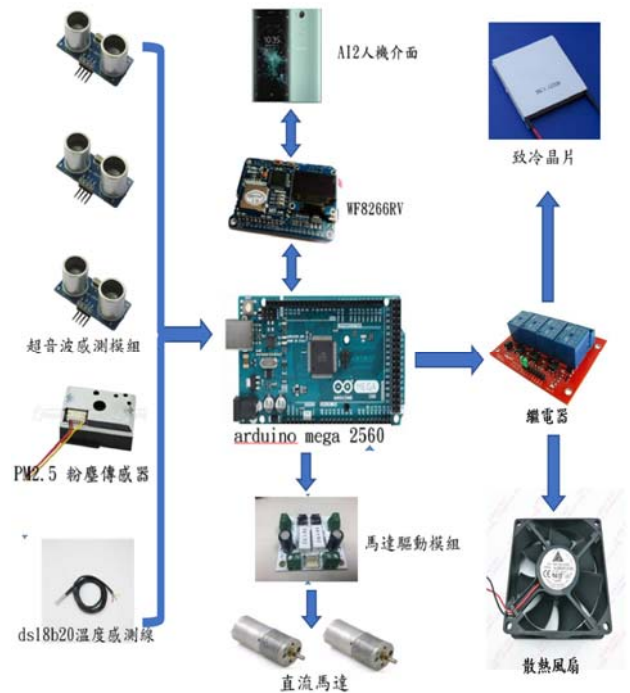 AI2人機介面
致冷晶片
WF8266RV
超音波感測模組
MEGA
arduino mega 2560
繼電器
PM2.5 粉塵傳感器
馬達驅動模組
ds18b20溫度感測線
直流馬達
散熱風扇